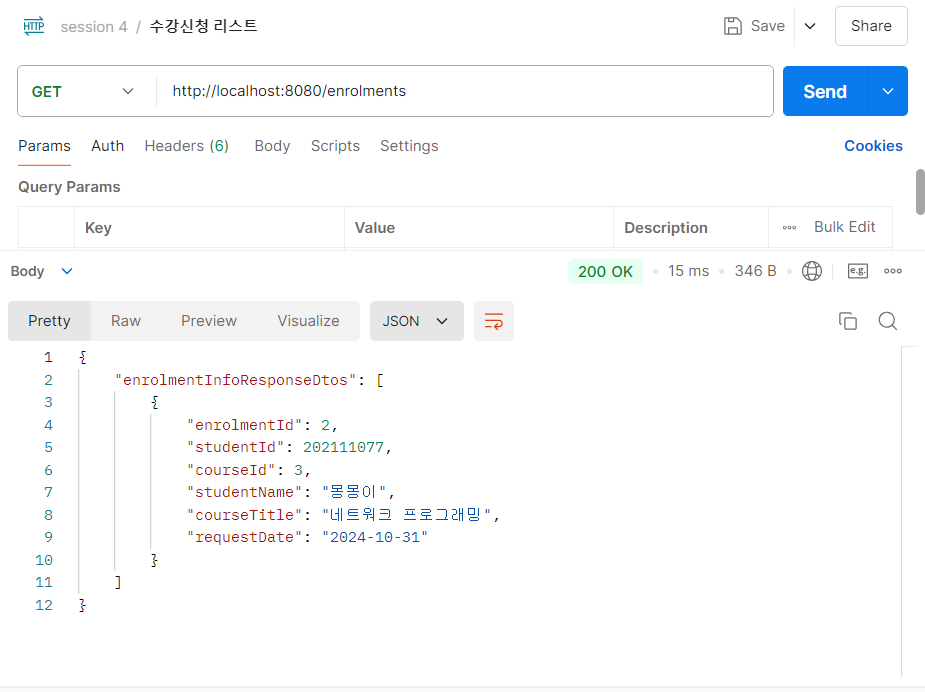 HTTP session 4 / 수강신청 리스트 Save Share
GET http://localhost:8080/enrolments Send
Params Auth Headers (6) Body Scripts Settings Cookies
Query Params
Key Value Description Bulk Edit
Body 200 OK 15 ms 346 B e.g.
Pretty Raw Preview Visualize JSON
1 {
2 "enrolmentInfoResponseDtos": [
3 {
4 "enrolmentId": 2,
5 "studentId": 202111077,
6 "courseId": 3,
7 "studentName": "몽몽이",
8 "courseTitle": "네트워크 프로그래밍",
9 "requestDate": "2024-10-31"
10 }
11 ]
12 }